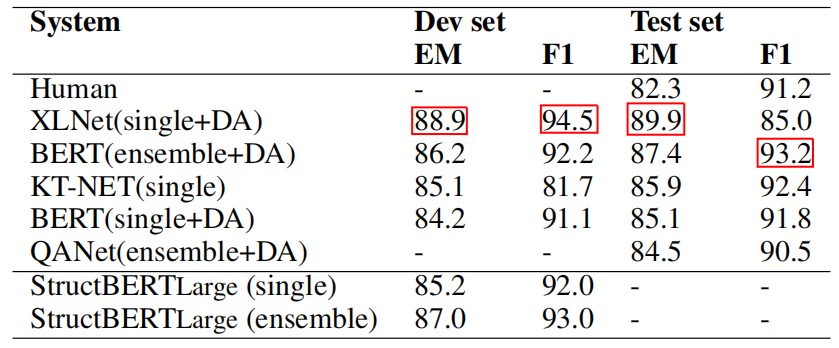 System Dev set Test set
EM F1 EM F1
Human - - 82.3 91.2
XLNet(single+DA) 88.9 94.5 89.9 85.0
BERT(ensemble+DA) 86.2 92.2 87.4 93.2
KT-NET(single) 85.1 81.7 85.9 92.4
BERT(single+DA) 84.2 91.1 85.1 91.8
QANet(ensemble+DA) - - 84.5 90.5
StructBERTLarge (single) 85.2 92.0 - -
StructBERTLarge (ensemble) 87.0 93.0 - -